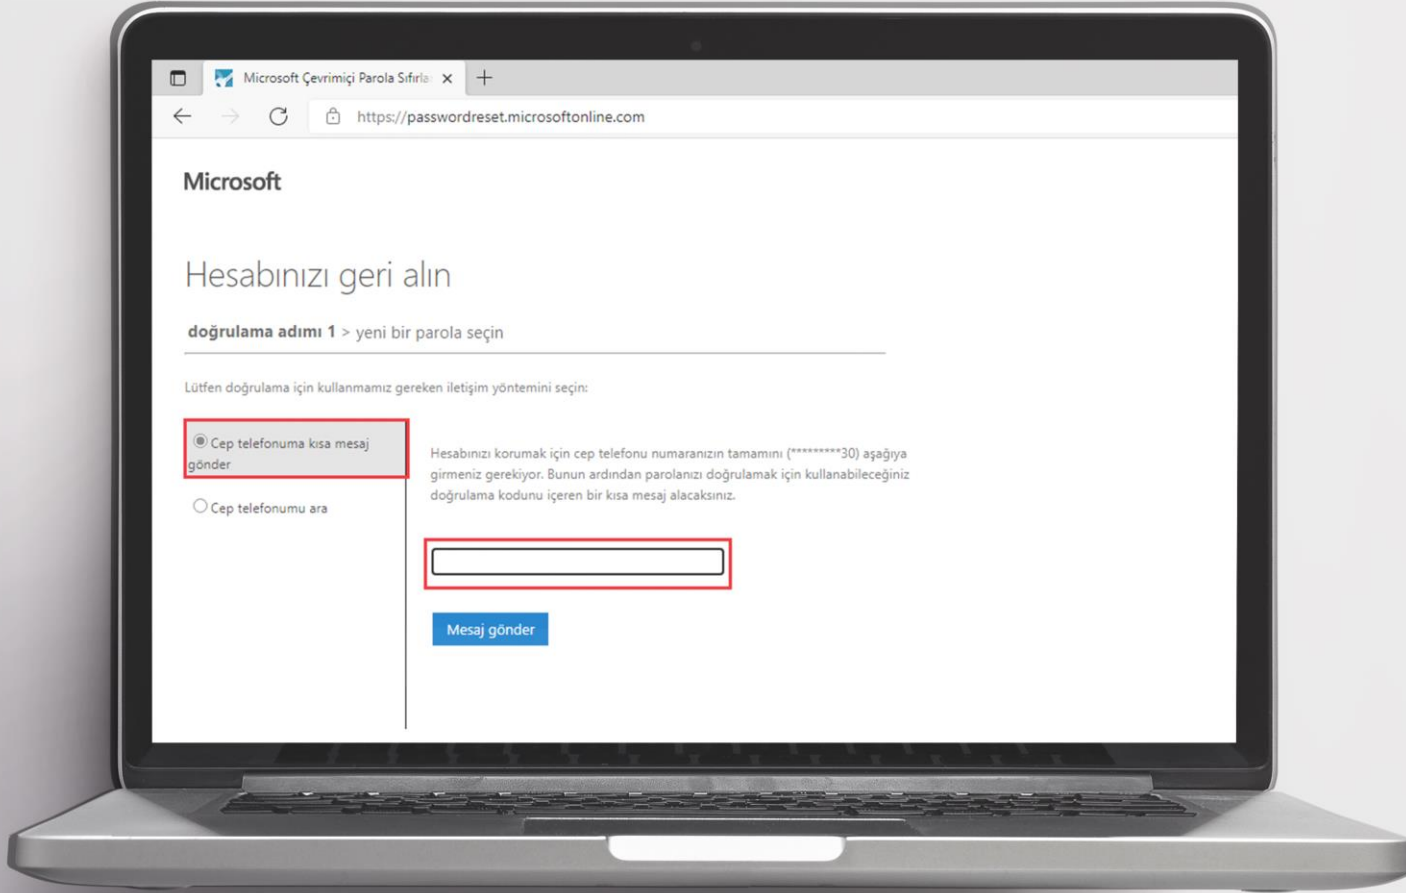 Microsoft Çevrimiçi Parola Sıfırla
https://passwordreset.microsoftonline.com
Microsoft
Hesabınızı geri alın
doğrulama adımı 1 > yeni bir parola seçin
Lütfen doğrulama için kullanmamız gereken iletişim yöntemini seçin:
Cep telefonuma kısa mesaj
gönder
Cep telefonumu ara
Hesabınızı korumak için cep telefonu numaranızın tamamını (*********30) aşağıya
girmeniz gerekiyor. Bunun ardından parolanızı doğrulamak için kullanabileceğiniz
doğrulama kodunu içeren bir kısa mesaj alacaksınız.
Mesaj gönder